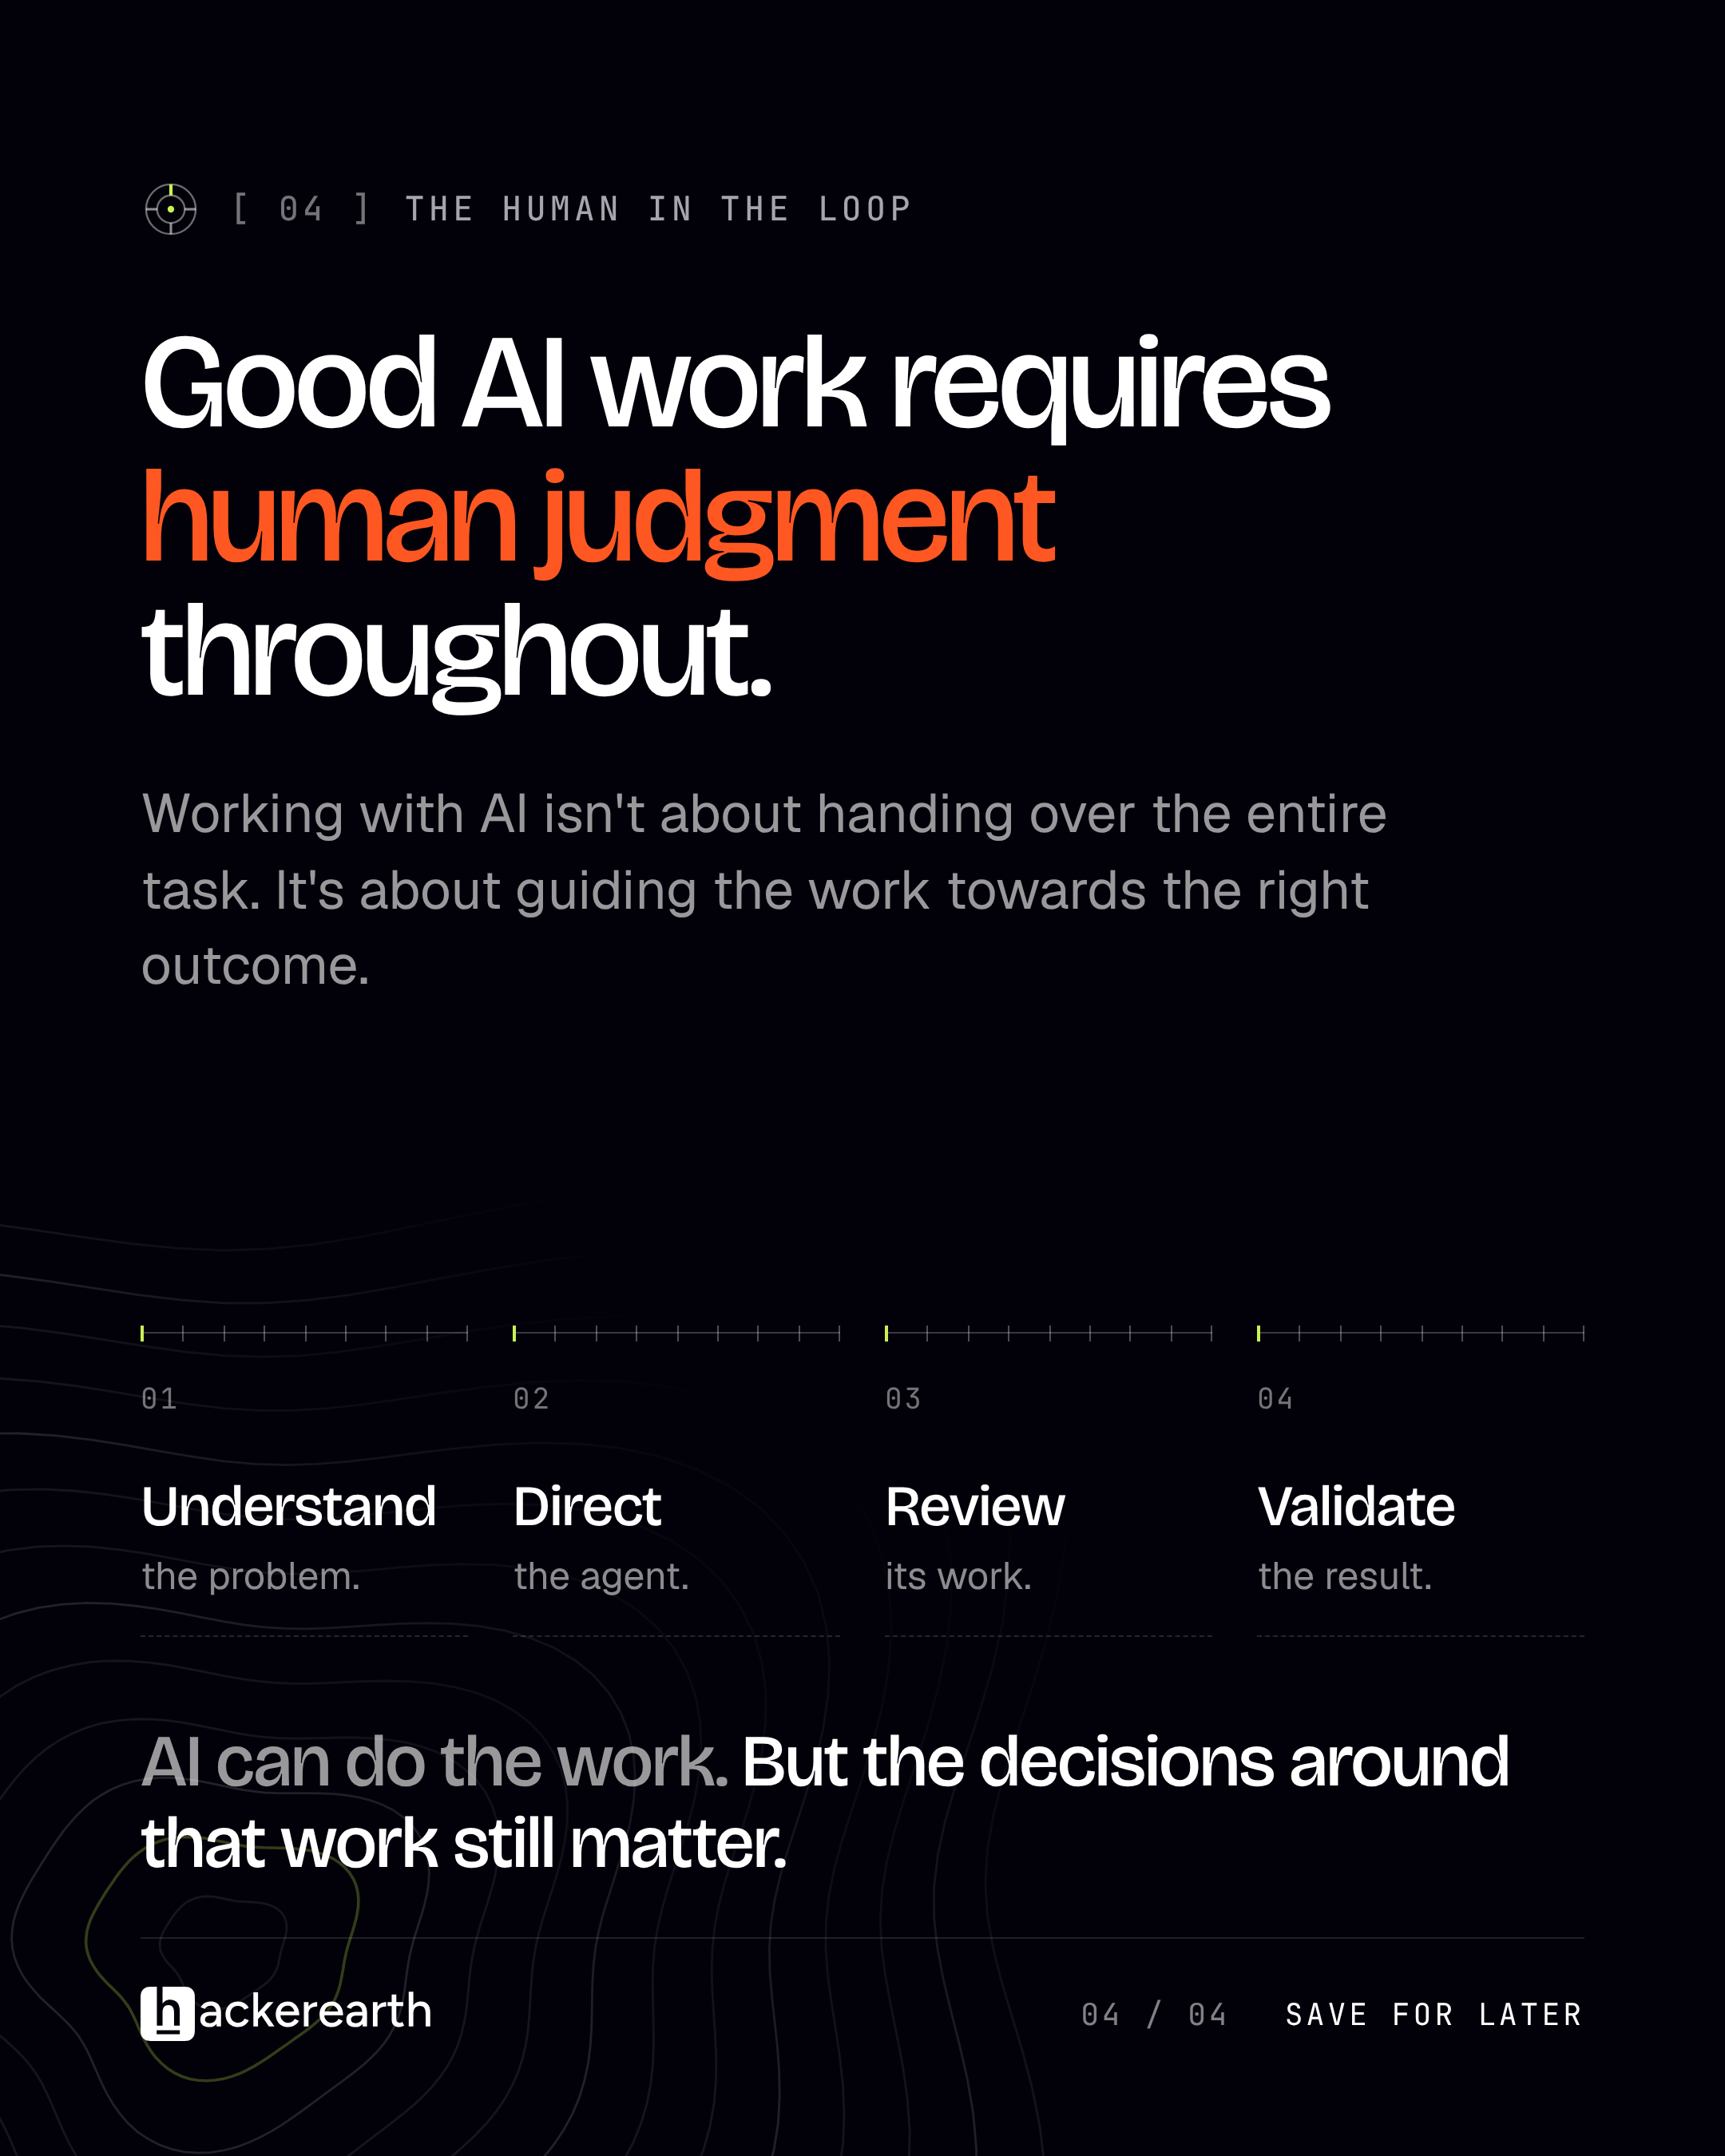 [ 04 ] THE HUMAN IN THE LOOP
Good AI work requires
human judgment
throughout.
Working with AI isn't about handing over the entire
task. It's about guiding the work towards the right
outcome.
01
Understand
the problem.
02
Direct
the agent.
03
Review
its work.
04
Validate
the result.
AI can do the work. But the decisions around
that work still matter.
hackerearth
04 / 04 SAVE FOR LATER